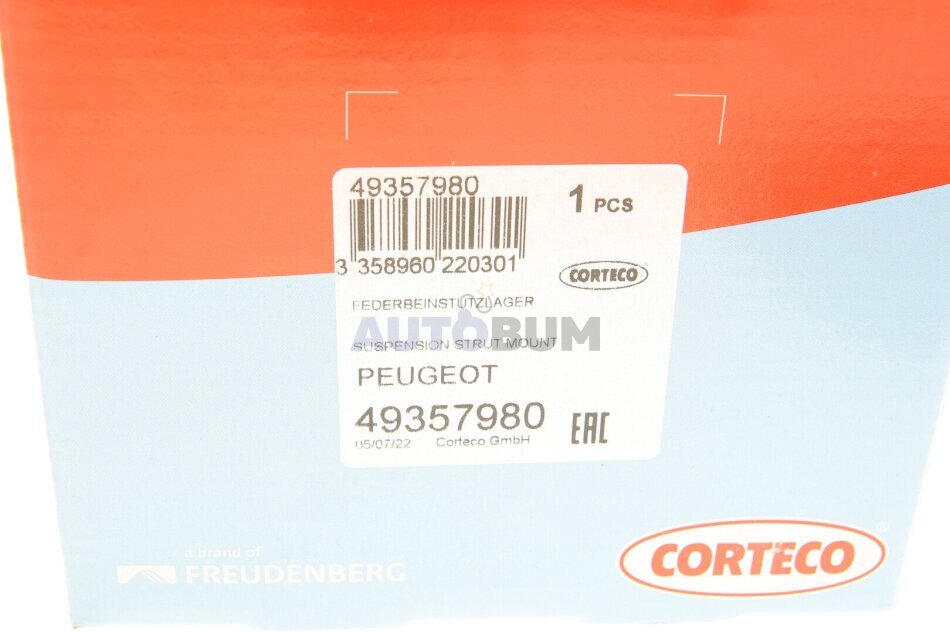 49357980
1 PCS
3 358960 220301
CORTECO
FEDERBEINSTÜTZLAGER
AUTOBUM
SUSPENSION STRUT MOUNT
PEUGEOT
49357980
EAC
05/07/22 Corteco GmbH
a brand of
FREUDENBERG
CORTECO®